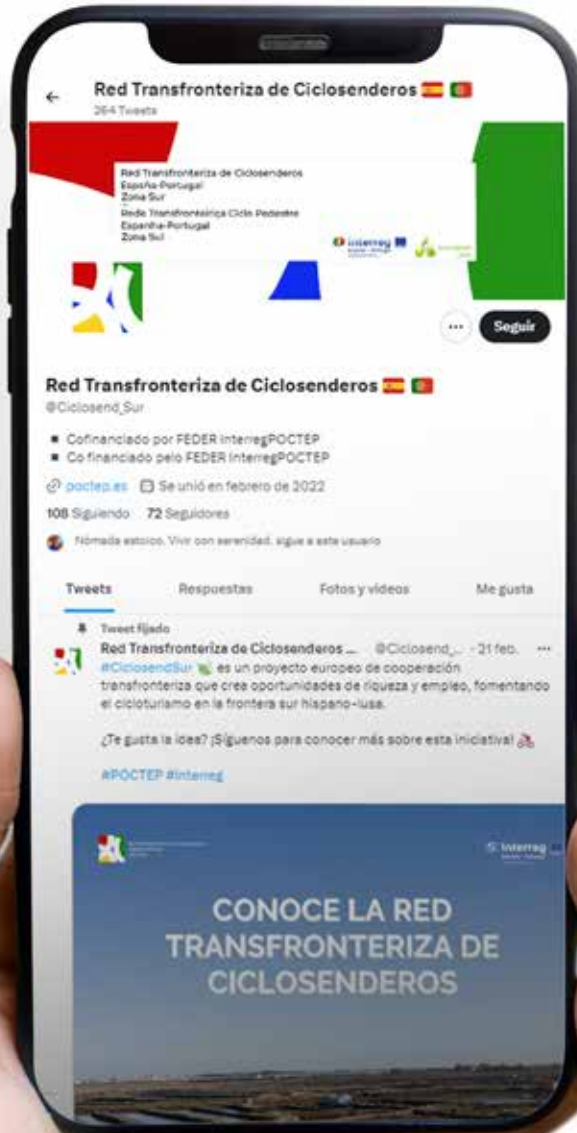 Red Transfronteriza de Ciclosenderos 🇪🇸 🇵🇹
264 Tweets
Red Transfronteriza de Ciclosenderos
España-Portugal
Zona Sur
Rede Transfronteiriça Ciclo Pedestre
Espanha-Portugal
Zona Sul
Interreg
Seguir
Red Transfronteriza de Ciclosenderos 🇪🇸 🇵🇹
@Ciclosend_Sur
▪ Cofinanciado por FEDER InterregPOCTEP
▪ Co financiado pelo FEDER InterregPOCTEP
poctep.es Se unió en febrero de 2022
108 Siguiendo 72 Seguidores
Nómada estoico. Vivir con serenidad. sigue a este usuario
Tweets Respuestas Fotos y vídeos Me gusta
Tweet fijado
Red Transfronteriza de Ciclosenderos ... @Ciclosend_... · 21 feb. ...
#CiclosendSur es un proyecto europeo de cooperación
transfronteriza que crea oportunidades de riqueza y empleo, fomentando
el cicloturismo en la frontera sur hispano-lusa.
¿Te gusta la idea? ¡Síguenos para conocer más sobre esta iniciativa!
#POCTEP #Interreg
Interreg
CONOCE LA RED
TRANSFRONTERIZA DE
CICLOSENDEROS